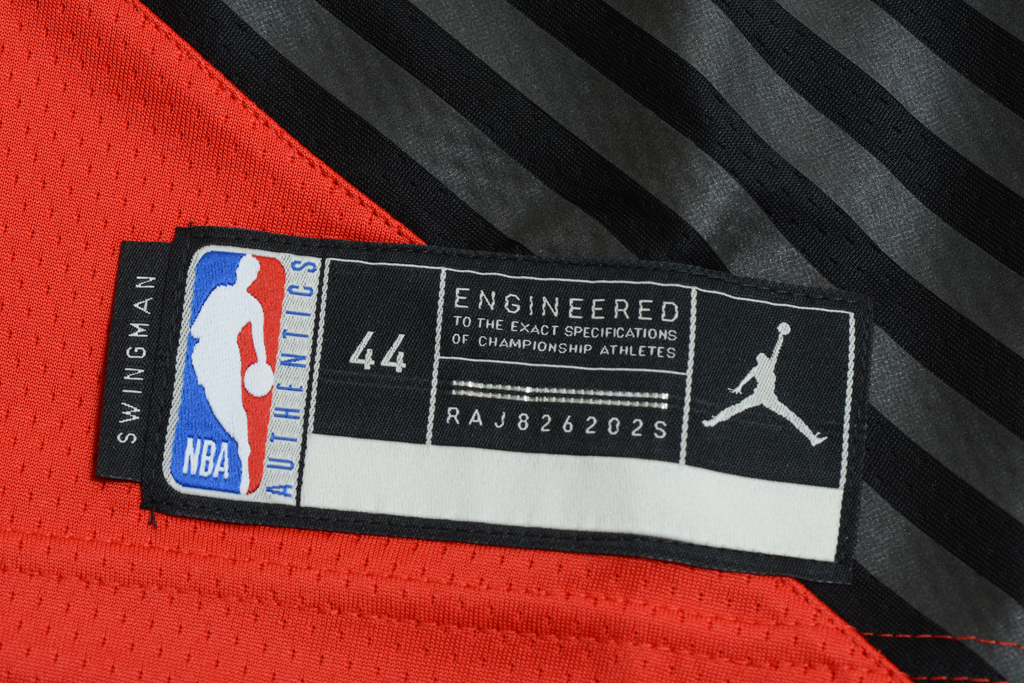 SWINGMAN
NBA
AUTHENTICS
44
ENGINEERED
TO THE EXACT SPECIFICATIONS
OF CHAMPIONSHIP ATHLETES
RAJ826202S